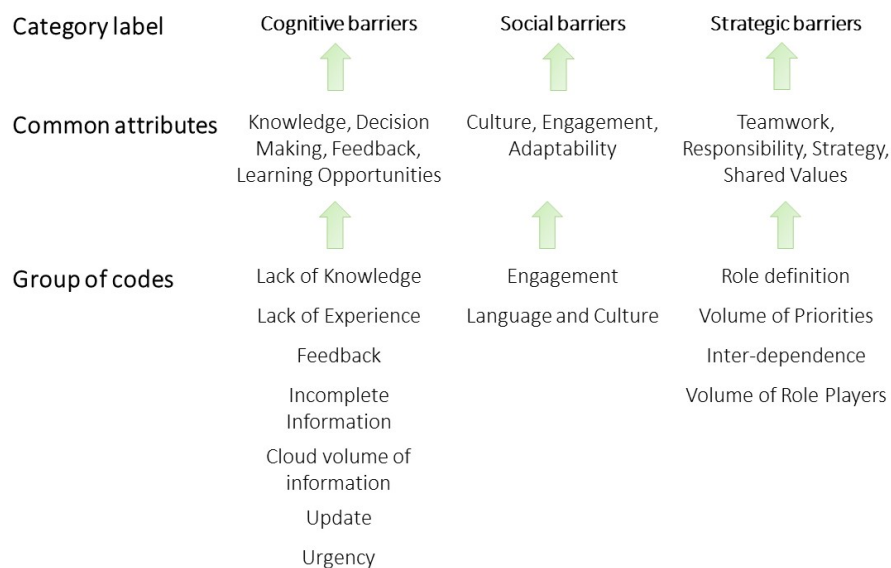 Category label
Cognitive barriers
Social barriers
Strategic barriers
Common attributes
Knowledge, Decision
Making, Feedback,
Learning Opportunities
Culture, Engagement,
Adaptability
Teamwork,
Responsibility, Strategy,
Shared Values
Group of codes
Lack of Knowledge
Lack of Experience
Feedback
Incomplete
Information
Cloud volume of
information
Update
Urgency
Engagement
Language and Culture
Role definition
Volume of Priorities
Inter-dependence
Volume of Role Players